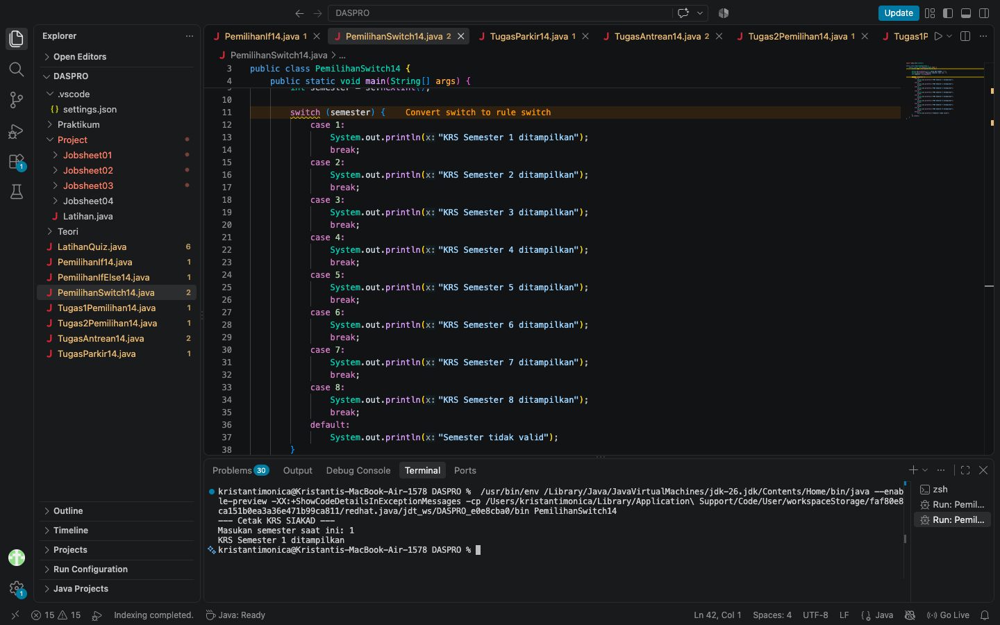 DASPRO
Update
Explorer
Open Editors
DASPRO
.vscode
settings.json
Praktikum
Project
Jobsheet01
Jobsheet02
Jobsheet03
Jobsheet04
Latihan.java
Teori
LatihanQuiz.java 6
PemilihanIf14.java 1
PemilihanIfElse14.java 1
PemilihanSwitch14.java 2
Tugas1Pemilihan14.java 1
Tugas2Pemilihan14.java 1
TugasAntrean14.java 2
TugasParkir14.java 1
Outline
Timeline
Projects
Run Configuration
Java Projects
1
1
PemilihanIf14.java 1 PemilihanSwitch14.java 2 TugasParkir14.java 1 TugasAntrean14.java 2 Tugas2Pemilihan14.java 1 Tugas1P
PemilihanSwitch14.java > ...
3 public class PemilihanSwitch14 {
4 public static void main(String[] args) {
int semester = scr.nextInt();
10
11 switch (semester) { Convert switch to rule switch
12 case 1:
13 System.out.println(x: "KRS Semester 1 ditampilkan");
14 break;
15 case 2:
16 System.out.println(x: "KRS Semester 2 ditampilkan");
17 break;
18 case 3:
19 System.out.println(x: "KRS Semester 3 ditampilkan");
20 break;
21 case 4:
22 System.out.println(x: "KRS Semester 4 ditampilkan");
23 break;
24 case 5:
25 System.out.println(x: "KRS Semester 5 ditampilkan");
26 break;
27 case 6:
28 System.out.println(x: "KRS Semester 6 ditampilkan");
29 break;
30 case 7:
31 System.out.println(x: "KRS Semester 7 ditampilkan");
32 break;
33 case 8:
34 System.out.println(x: "KRS Semester 8 ditampilkan");
35 break;
36 default:
37 System.out.println(x: "Semester tidak valid");
38 }
Problems 30 Output Debug Console Terminal Ports
kristantimonica@Kristantis-MacBook-Air-1578 DASPRO % /usr/bin/env /Library/Java/JavaVirtualMachines/jdk-26.jdk/Contents/Home/bin/java --enab
le-preview -XX:+ShowCodeDetailsInExceptionMessages -cp /Users/kristantimonica/Library/Application\ Support/Code/User/workspaceStorage/faf80e8
ca151b0ea3a36e471b99ca811/redhat.java/jdt_ws/DASPRO_e0e8cba0/bin PemilihanSwitch14
--- Cetak KRS SIAKAD ---
Masukan semester saat ini: 1
KRS Semester 1 ditampilkan
kristantimonica@Kristantis-MacBook-Air-1578 DASPRO %
zsh
Run: Pemil...
Run: Pemil...
15 15 Indexing completed. Java: Ready Ln 42, Col 1 Spaces: 4 UTF-8 LF {} Java Go Live